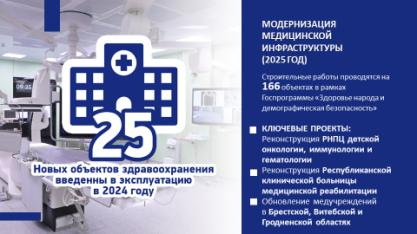 25
Новых объектов здравоохранения
введены в эксплуатацию
в 2024 году
МОДЕРНИЗАЦИЯ
МЕДИЦИНСКОЙ
ИНФРАСТРУКТУРЫ
(2025 ГОД)
Строительные работы проводятся на
166 объектах в рамках
Госпрограммы «Здоровье народа и
демографическая безопасность»
КЛЮЧЕВЫЕ ПРОЕКТЫ:
Реконструкция РНПЦ детской
онкологии, иммунологии и
гематологии
Реконструкция Республиканской
клинической больницы
медицинской реабилитации
Обновление медучреждений
в Брестской, Витебской и
Гродненской областях